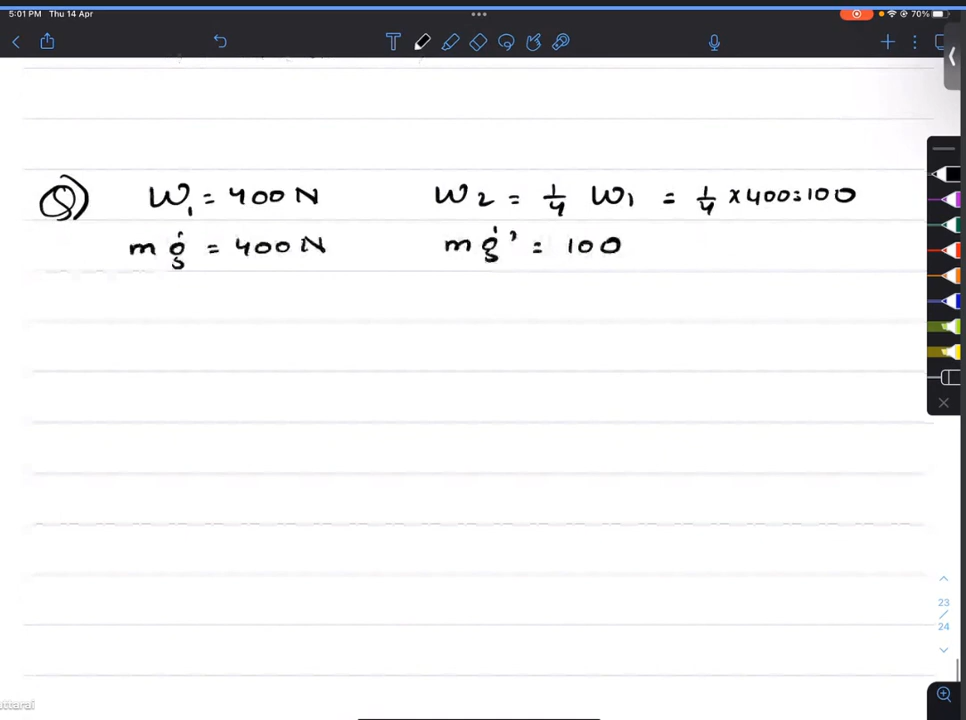 5:01 PM Thu 14 Apr 70%
Q) W₁ = 400 N W₂ = 1/4 W₁ = 1/4 × 400 = 100
mg' = 400 N mg'' = 100
23 / 24
uttarai